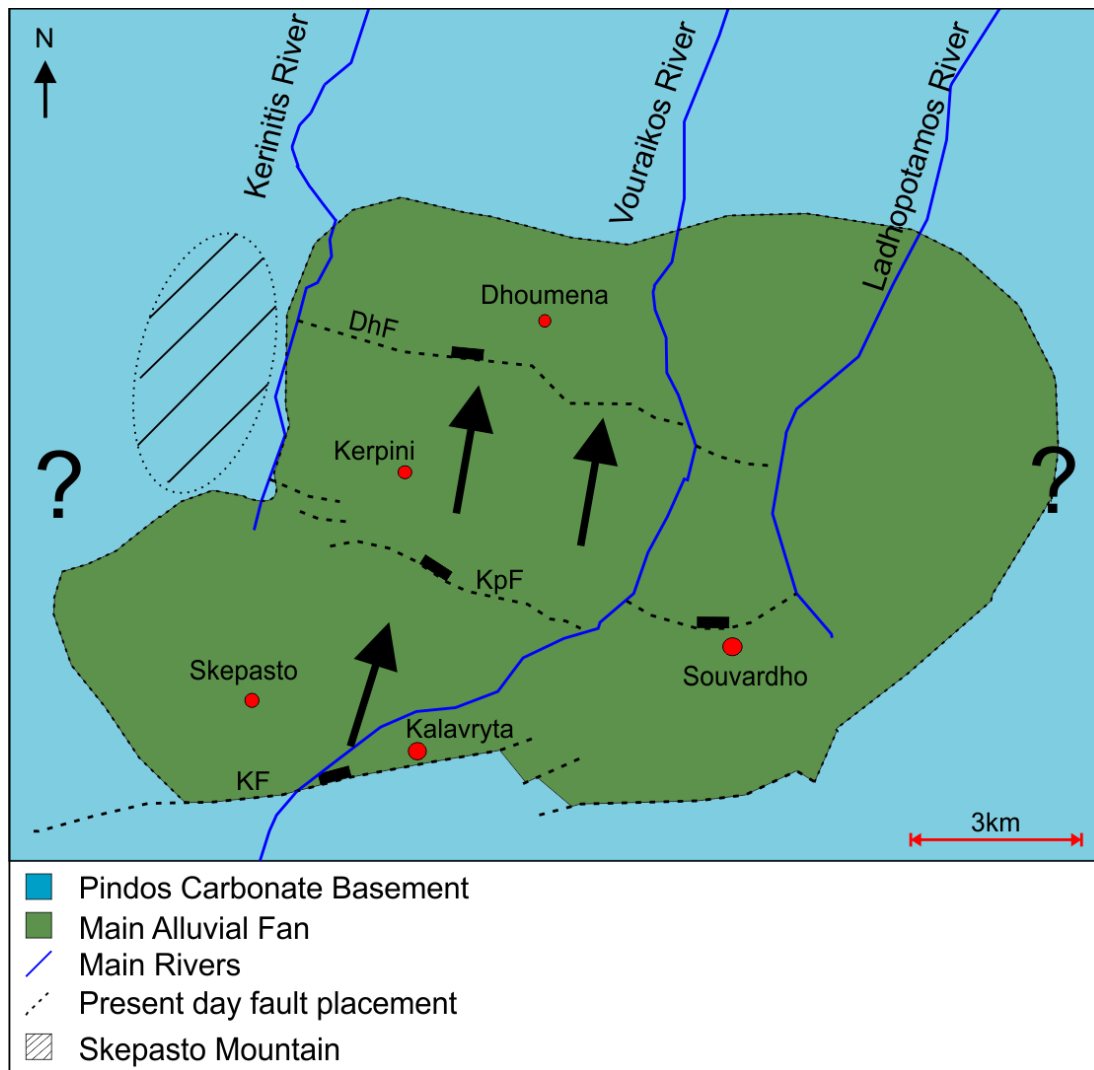 N
Kerinitis River
Vouraikos River
Ladhopotamos River
Dhoumena
DhF
Kerpini
?
?
KpF
Skepasto
Souvardho
Kalavryta
KF
3km
Pindos Carbonate Basement
Main Alluvial Fan
Main Rivers
Present day fault placement
Skepasto Mountain